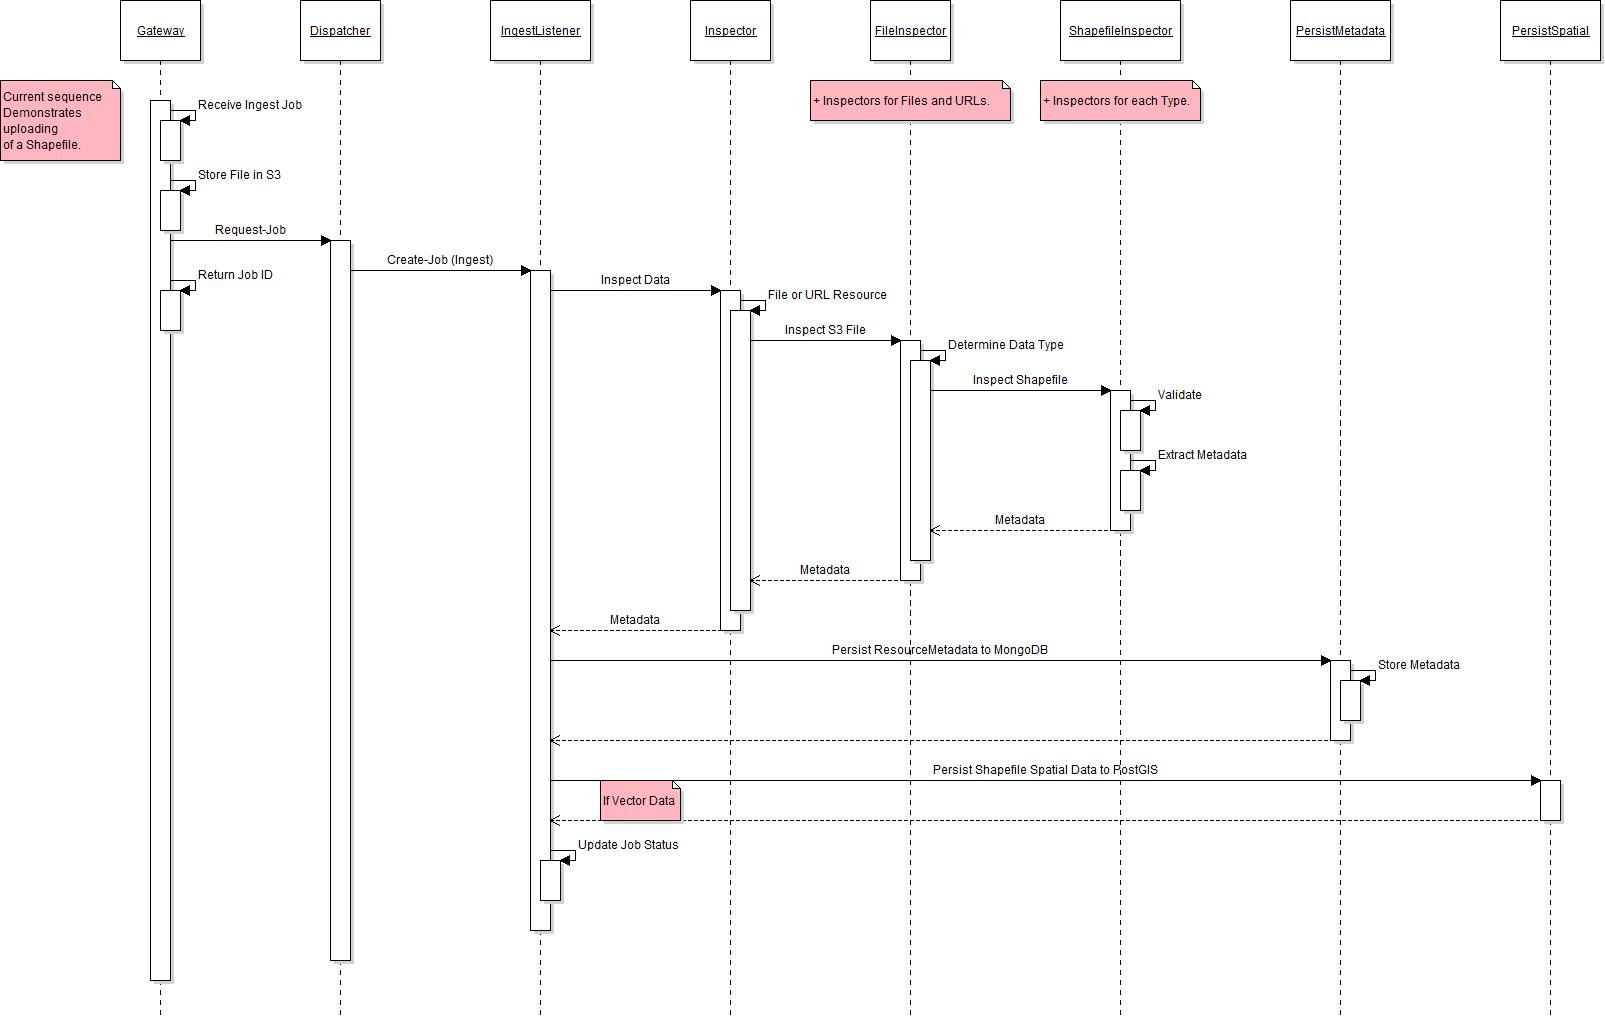 Gateway
Dispatcher
IngestListener
Inspector
FileInspector
ShapefileInspector
PersistMetadata
PersistSpatial
Current sequence
Demonstrates
uploading
of a Shapefile.
+ Inspectors for Files and URLs.
+ Inspectors for each Type.
Receive Ingest Job
Store File in S3
Request-Job
Create-Job (Ingest)
Return Job ID
Inspect Data
File or URL Resource
Inspect S3 File
Determine Data Type
Inspect Shapefile
Validate
Extract Metadata
Metadata
Metadata
Metadata
Persist ResourceMetadata to MongoDB
Store Metadata
Persist Shapefile Spatial Data to PostGIS
If Vector Data
Update Job Status